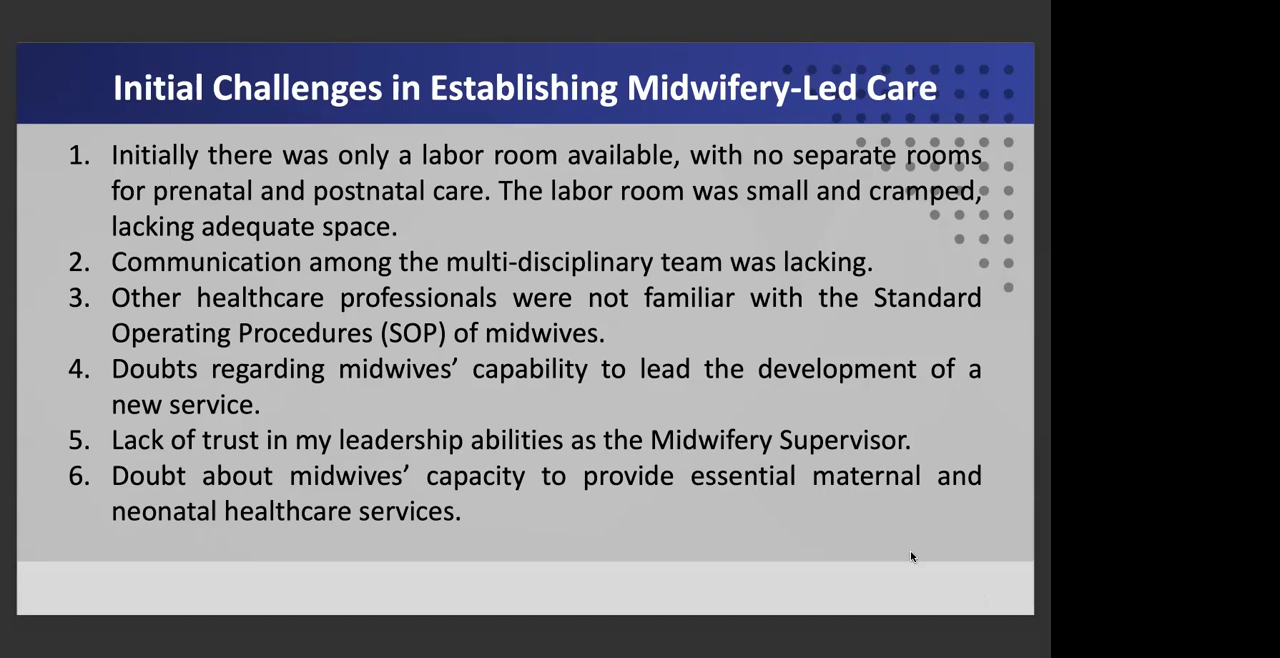 Initial Challenges in Establishing Midwifery-Led Care
1. Initially there was only a labor room available, with no separate rooms
for prenatal and postnatal care. The labor room was small and cramped,
lacking adequate space.
2. Communication among the multi-disciplinary team was lacking.
3. Other healthcare professionals were not familiar with the Standard
Operating Procedures (SOP) of midwives.
4. Doubts regarding midwives’ capability to lead the development of a
new service.
5. Lack of trust in my leadership abilities as the Midwifery Supervisor.
6. Doubt about midwives’ capacity to provide essential maternal and
neonatal healthcare services.